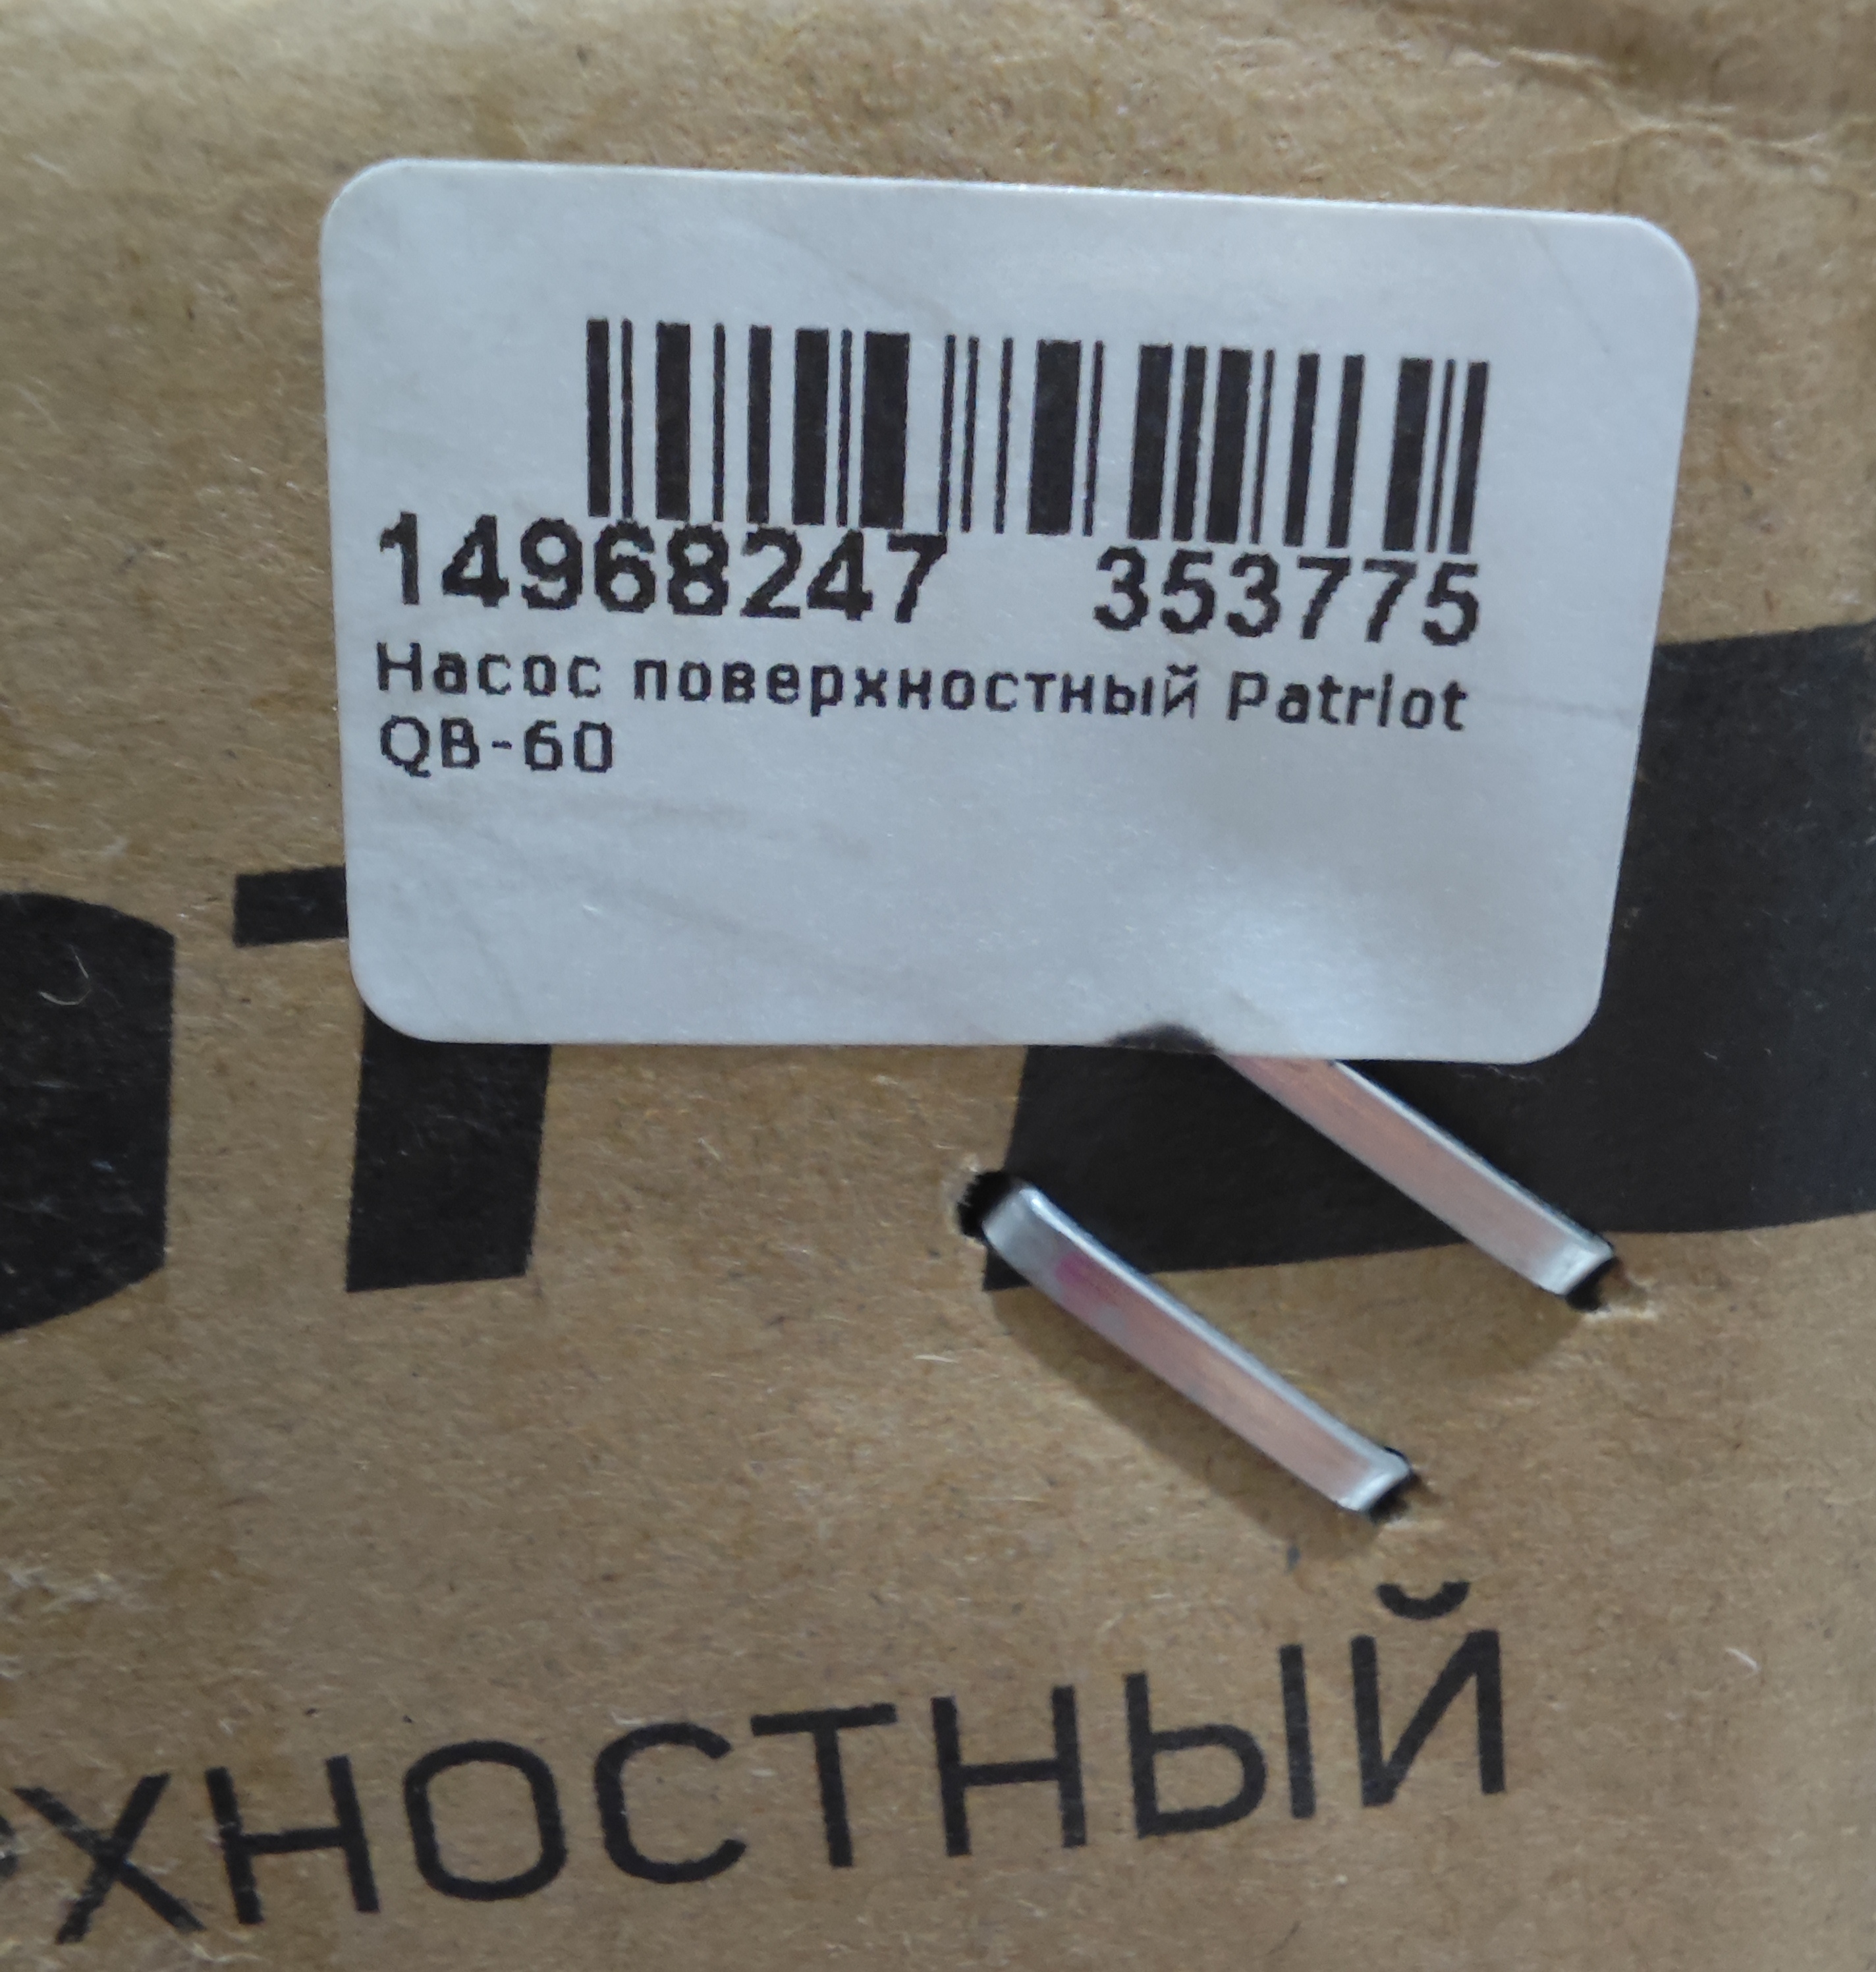 14968247 353775
Насос поверхностный Patriot
QB-60
ХНОСТНЫЙ